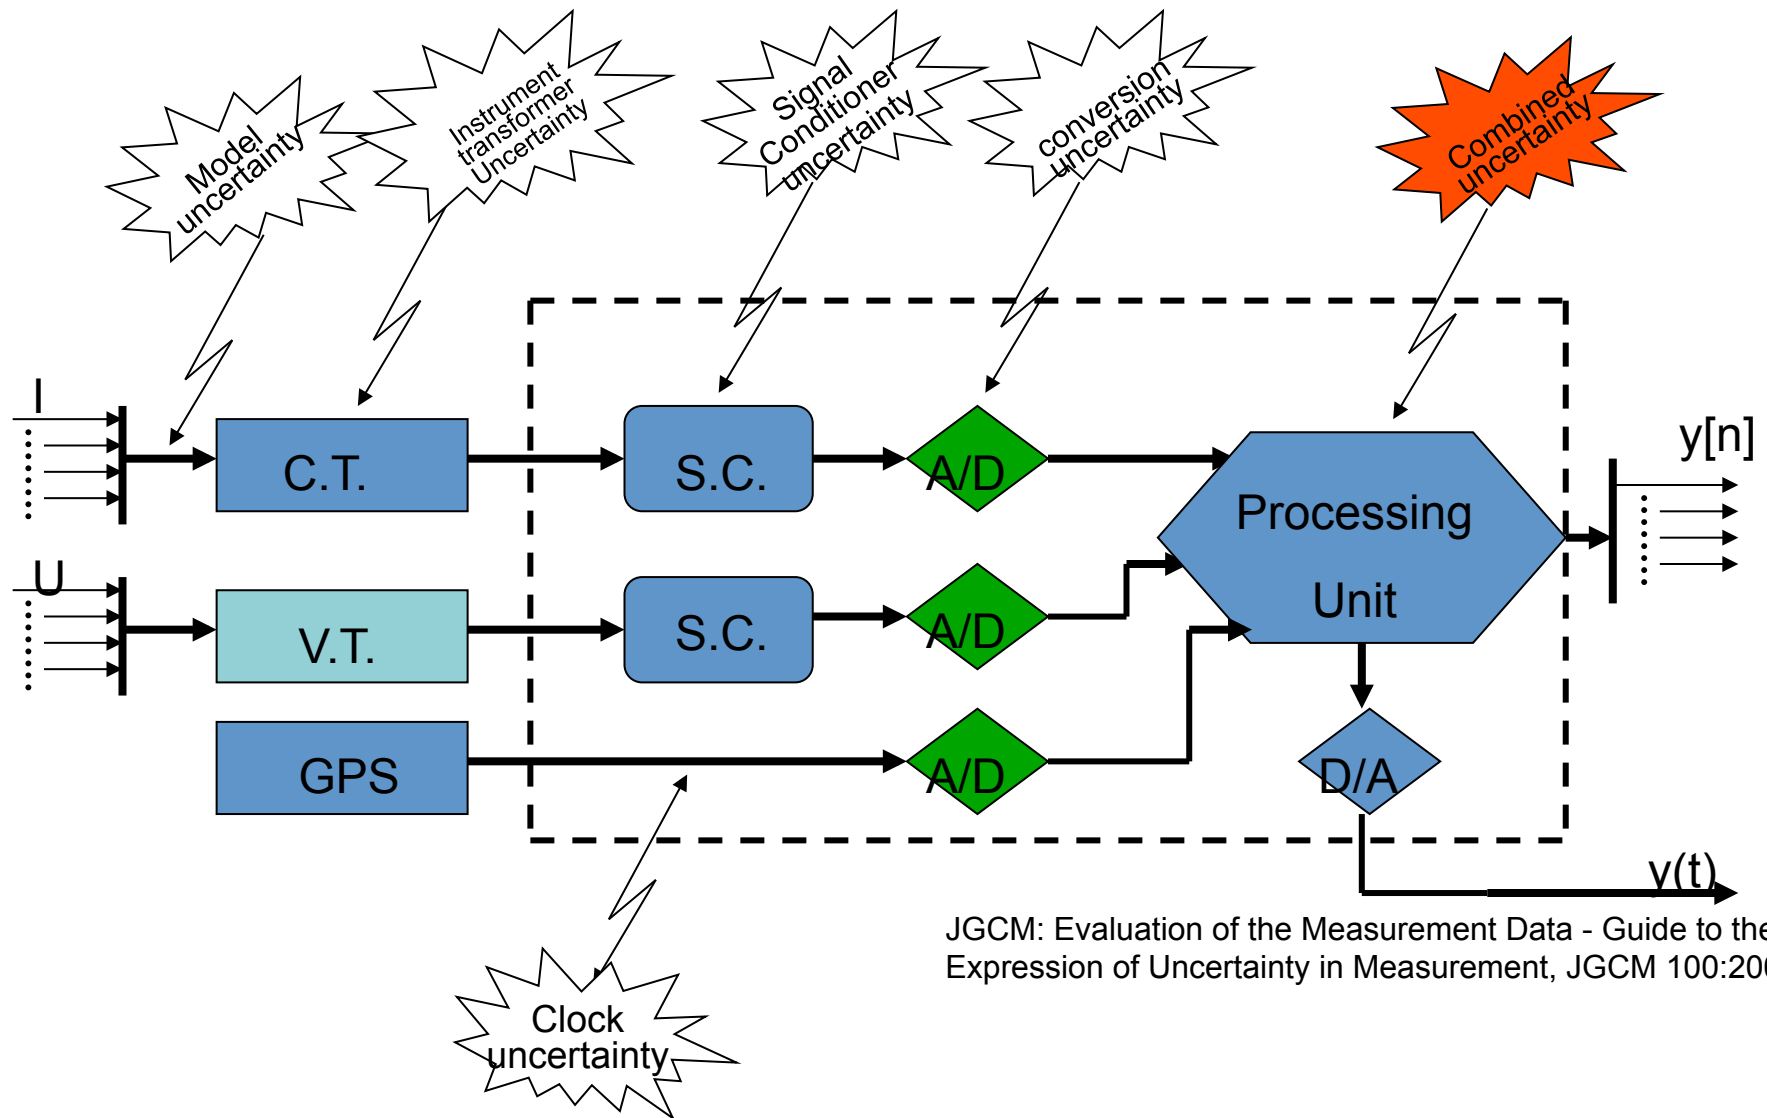 Model
uncertainty
Instrument
transformer
Uncertainty
Signal
Conditioner
uncertainty
conversion
uncertainty
Combined
uncertainty
I
C.T.
S.C.
A/D
Processing
Unit
y[n]
U
V.T.
S.C.
A/D
GPS
A/D
D/A
y(t)
JGCM: Evaluation of the Measurement Data - Guide to the
Expression of Uncertainty in Measurement, JGCM 100:200
Clock
uncertainty